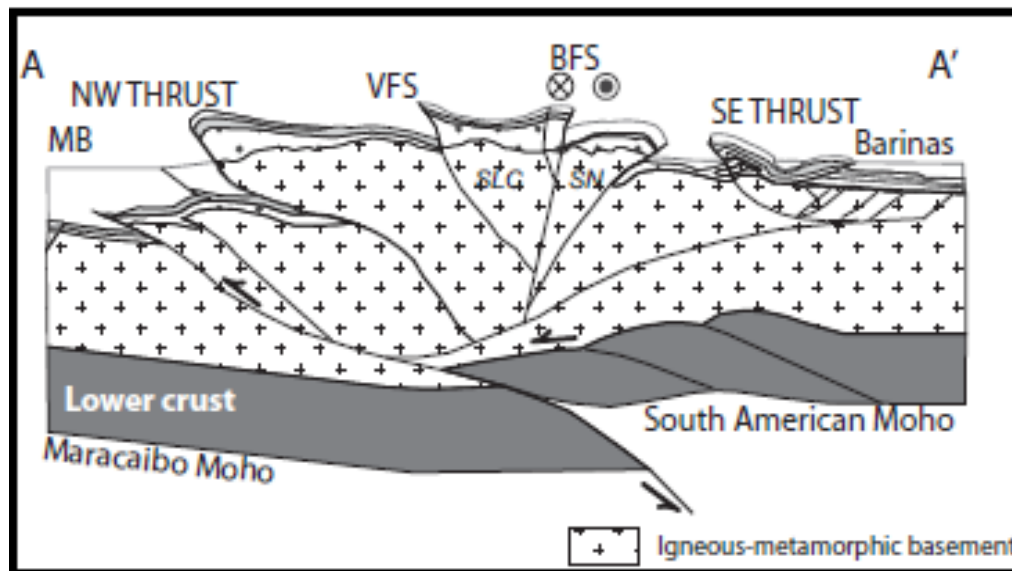 A
BFS
A'
NW THRUST
VFS
SE THRUST
MB
Barinas
SLC
SN
Lower crust
South American Moho
Maracaibo Moho
Igneous-metamorphic basement